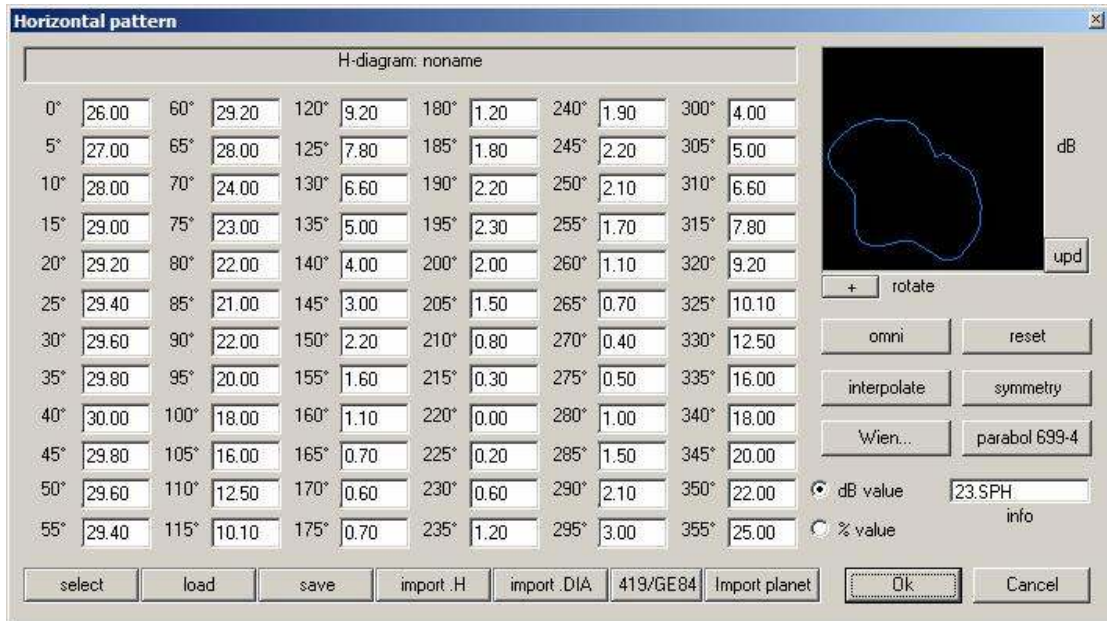 Horizontal pattern
H-diagram: noname
0° 26.00 60° 29.20 120° 9.20 180° 1.20 240° 1.90 300° 4.00
5° 27.00 65° 28.00 125° 7.80 185° 1.80 245° 2.20 305° 5.00
dB
10° 28.00 70° 24.00 130° 6.60 190° 2.20 250° 2.10 310° 6.60
15° 29.00 75° 23.00 135° 5.00 195° 2.30 255° 1.70 315° 7.80
20° 29.20 80° 22.00 140° 4.00 200° 2.00 260° 1.10 320° 9.20
upd
25° 29.40 85° 21.00 145° 3.00 205° 1.50 265° 0.70 325° 10.10
+ rotate
30° 29.60 90° 22.00 150° 2.20 210° 0.80 270° 0.40 330° 12.50
omni reset
35° 29.80 95° 20.00 155° 1.60 215° 0.30 275° 0.50 335° 16.00
interpolate symmetry
40° 30.00 100° 18.00 160° 1.10 220° 0.00 280° 1.00 340° 18.00
Wien... parabol 699-4
45° 29.80 105° 16.00 165° 0.70 225° 0.20 285° 1.50 345° 20.00
50° 29.60 110° 12.50 170° 0.60 230° 0.60 290° 2.10 350° 22.00
dB value 23.SPH
info
55° 29.40 115° 10.10 175° 0.70 235° 1.20 295° 3.00 355° 25.00
% value
select load save import .H import .DIA 419/GE84 Import planet Ok Cancel